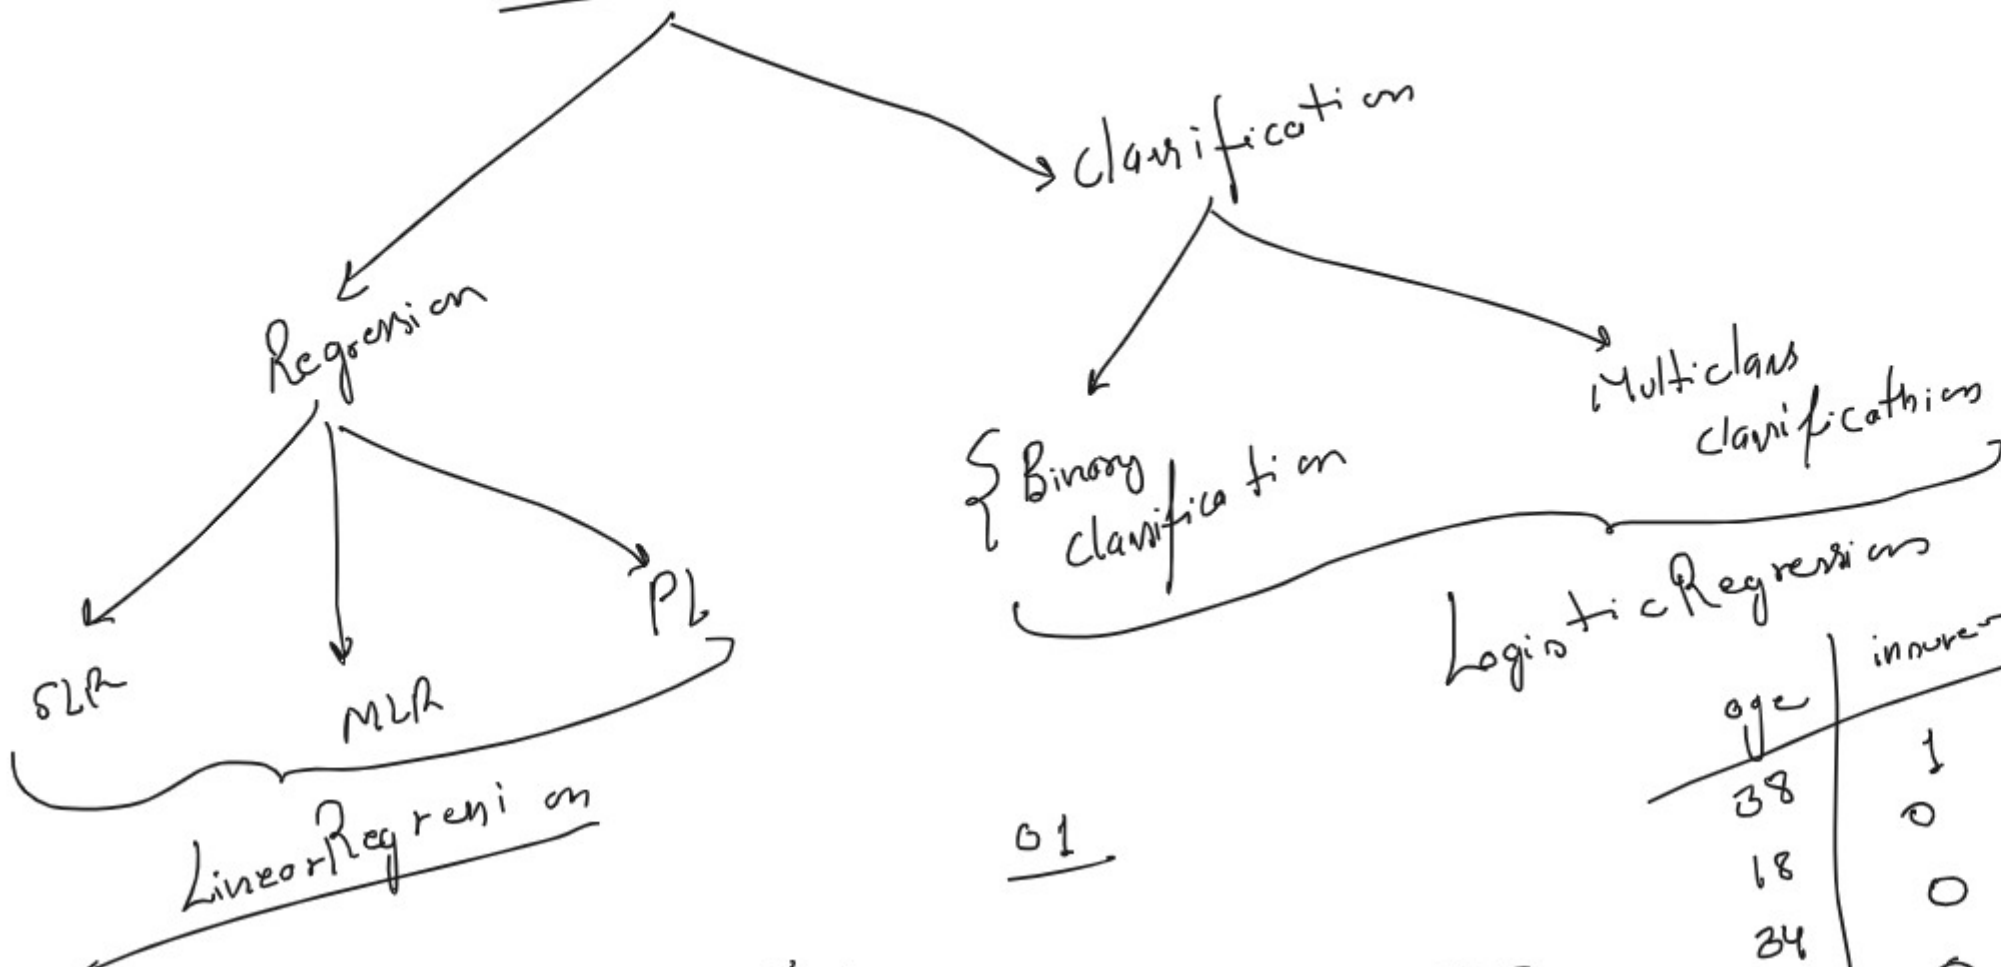 Classification
Regression
Multiclass
classificathion
{ Binary
classification
PL
Logistic Regression
SLR
MLR
age
38 1
18 0
34 0
Linear Regression
01